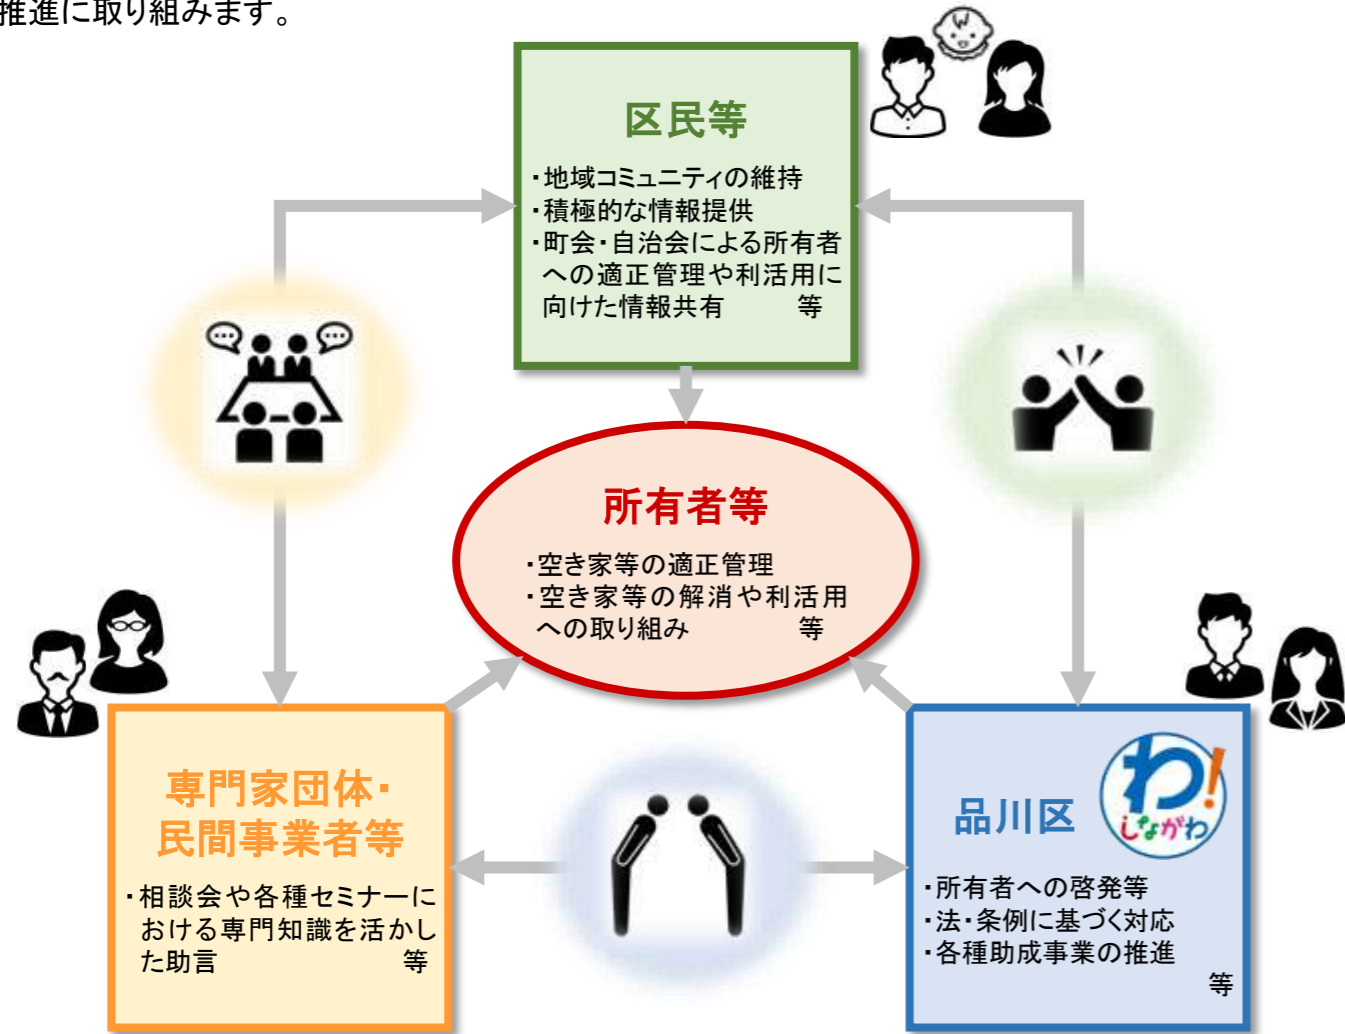 推進に取り組みます。
区民等
・地域コミュニティの維持
・積極的な情報提供
・町会・自治会による所有者
への適正管理や利活用に
向けた情報共有　　　等
所有者等
・空き家等の適正管理
・空き家等の解消や利活用
への取り組み　　　　等
専門家団体・
民間事業者等
・相談会や各種セミナーに
おける専門知識を活かし
た助言　　　　　　　等
品川区
わ!
しながわ
・所有者への啓発等
・法・条例に基づく対応
・各種助成事業の推進
等